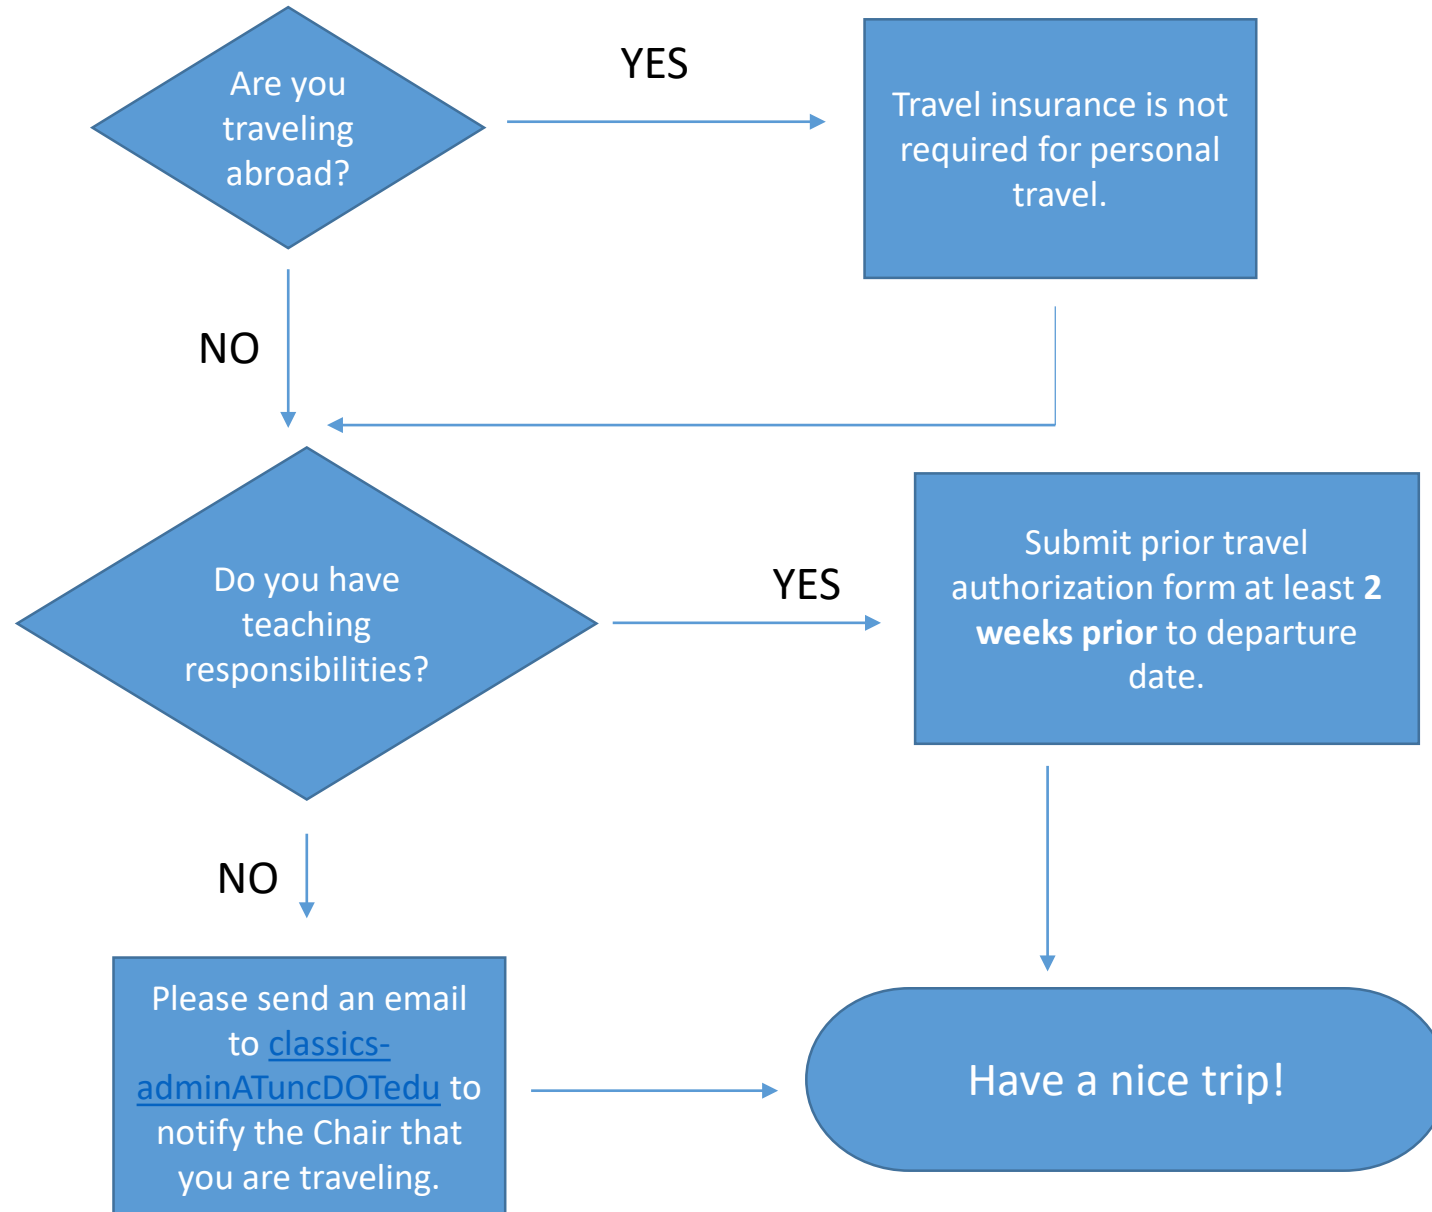 Are you
traveling
abroad?
YES
Travel insurance is not
required for personal
travel.
NO
Do you have
teaching
responsibilities?
YES
Submit prior travel
authorization form at least 2
weeks prior to departure
date.
NO
Please send an email
to classics-
adminATuncDOTedu to
notify the Chair that
you are traveling.
Have a nice trip!